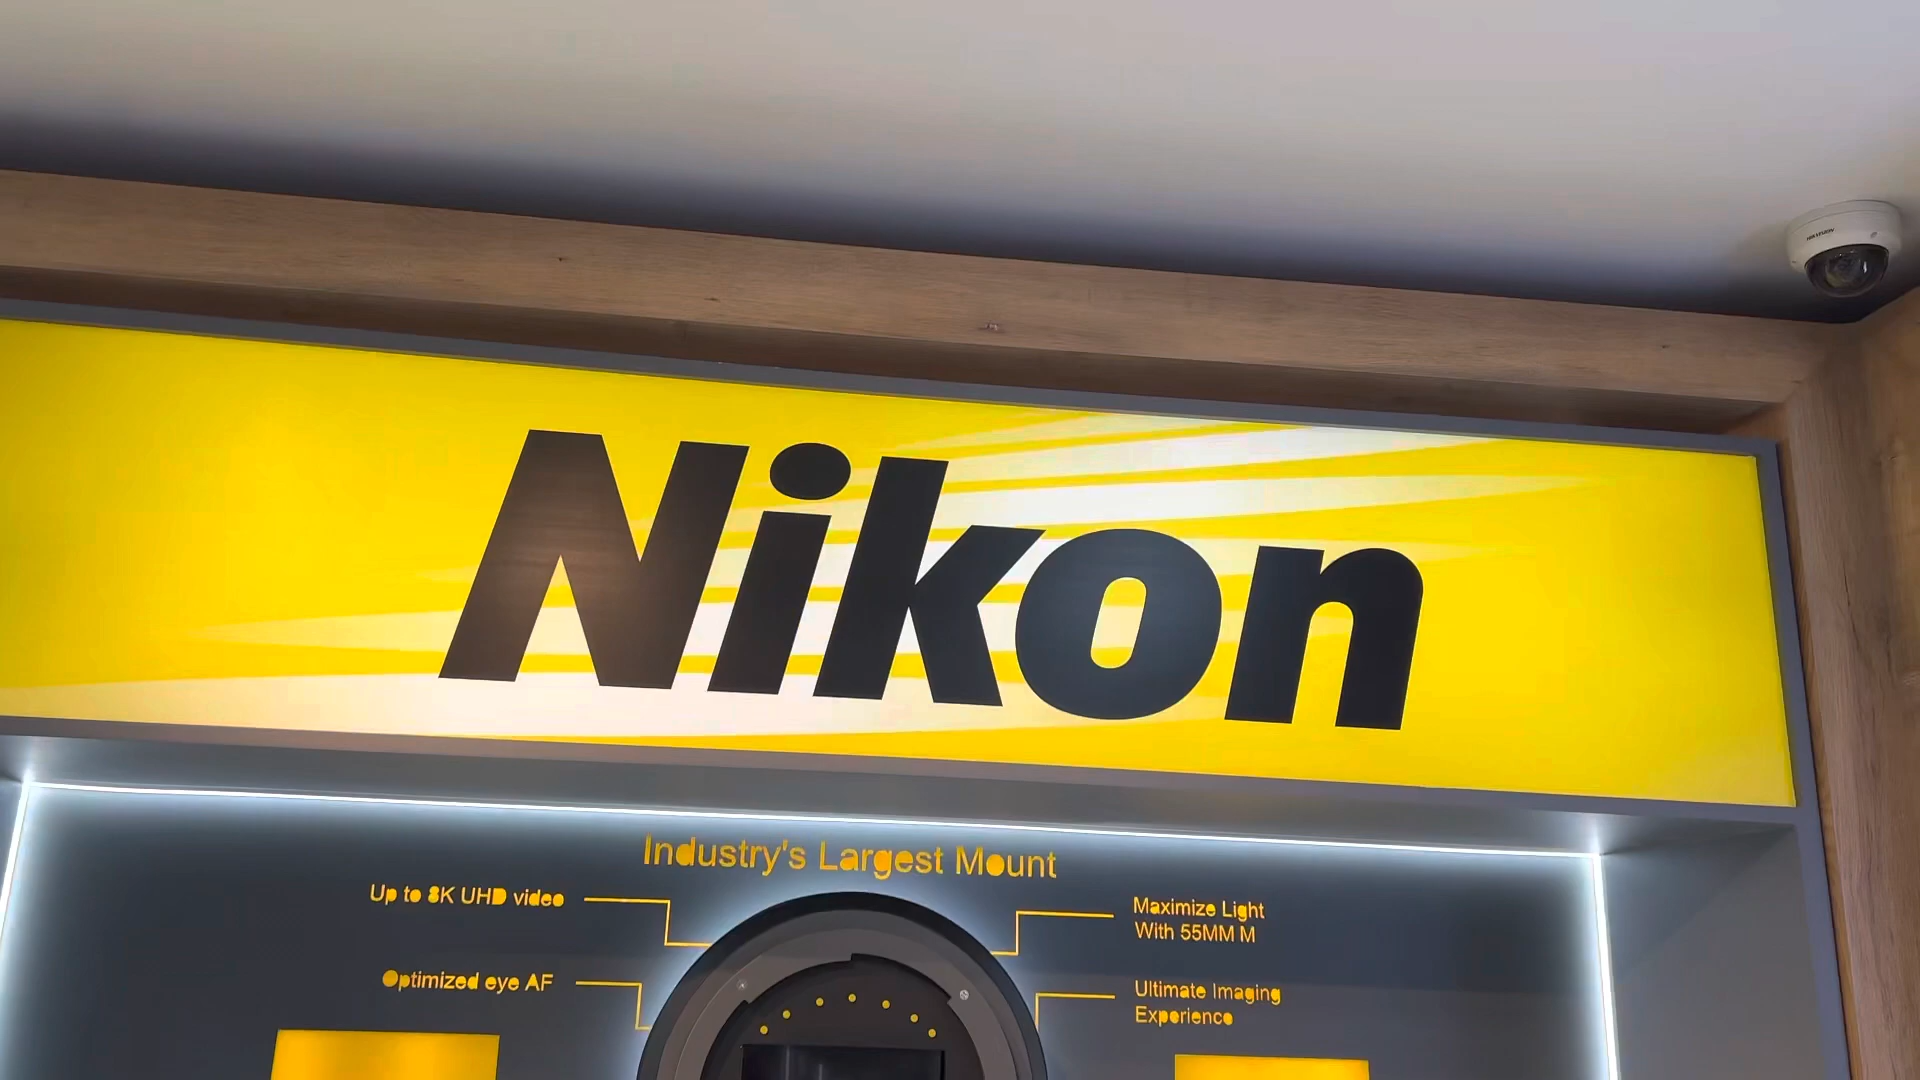 HIKVISION
Nikon
Industry's Largest Mount
Up to 8K UHD video
Maximize Light
With 55MM M
Optimized eye AF
Ultimate Imaging
Experience